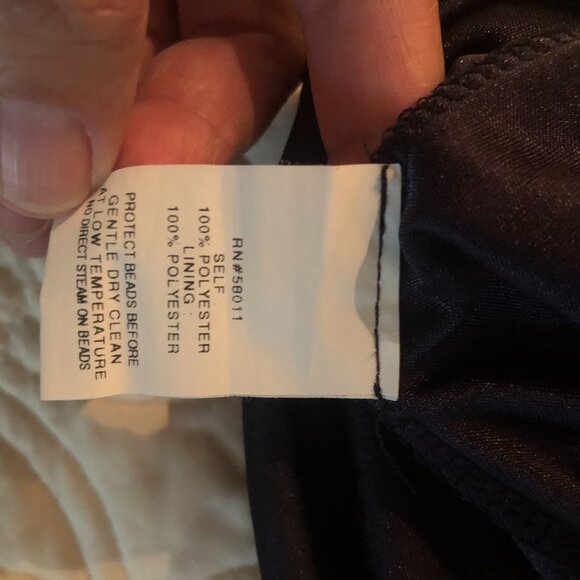 RN#58011
SELF :
100% POLYESTER
LINING :
100% POLYESTER
PROTECT BEADS BEFORE
GENTLE DRY CLEAN
AT LOW TEMPERATURE
NO DIRECT STEAM ON BEADS